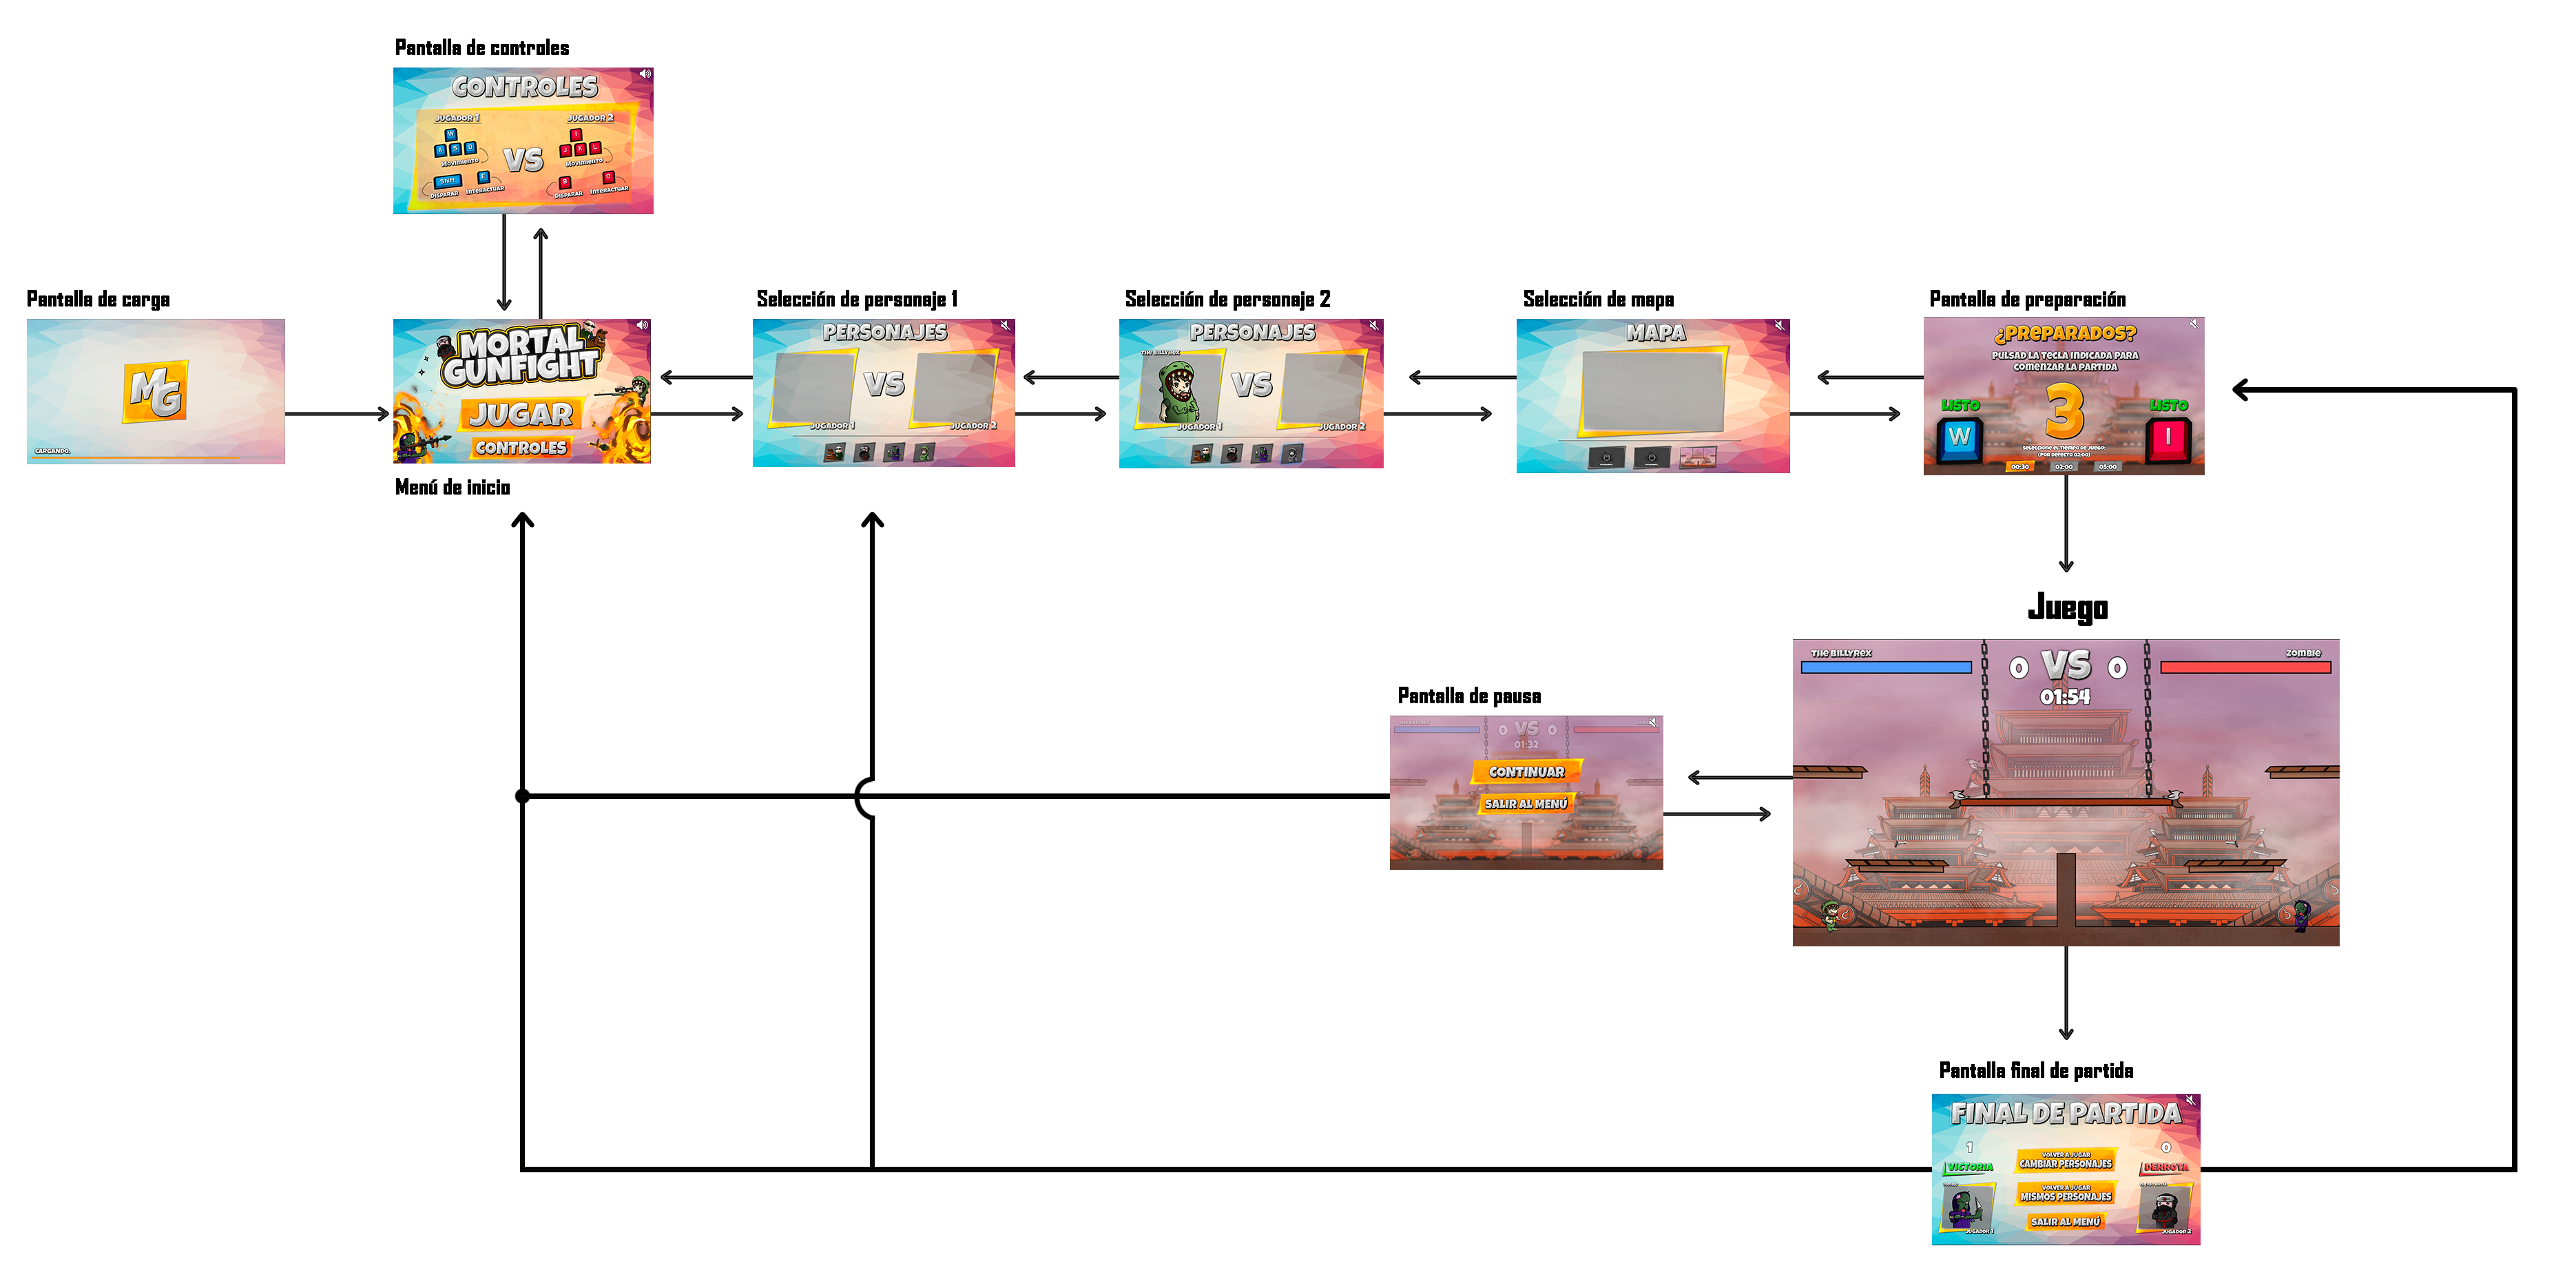 Pantalla de controles
CONTROLES
JUGADOR 1
JUGADOR 2
W
A S D
Movimiento
I
J K L
Movimiento
VS
Shift
E
Disparar
Interactuar
B
O
Disparar
Interactuar
Pantalla de carga
MG
CARGANDO
MORTAL
GUNFIGHT
JUGAR
CONTROLES
Menú de inicio
Selección de personaje 1
PERSONAJES
VS
JUGADOR 1
JUGADOR 2
Selección de personaje 2
PERSONAJES
THE BILLYREX
VS
JUGADOR 1
JUGADOR 2
Selección de mapa
MAPA
Pantalla de preparación
¿PREPARADOS?
PULSAD LA TECLA INDICADA PARA
COMENZAR LA PARTIDA
3
LISTO
LISTO
W
I
SELECCIONE EL TIEMPO DE JUEGO
(POR DEFECTO 02:00)
00:30
02:00
05:00
Juego
THE BILLYREX
0 VS 0
ZOMBIE
01:54
Pantalla de pausa
THE BILLYREX
0 VS 0
01:32
CONTINUAR
SALIR AL MENÚ
Pantalla final de partida
FINAL DE PARTIDA
1
0
VICTORIA
DERROTA
VOLVER A JUGAR
CAMBIAR PERSONAJES
VOLVER A JUGAR
MISMOS PERSONAJES
SALIR AL MENÚ
JUGADOR 1
JUGADOR 2